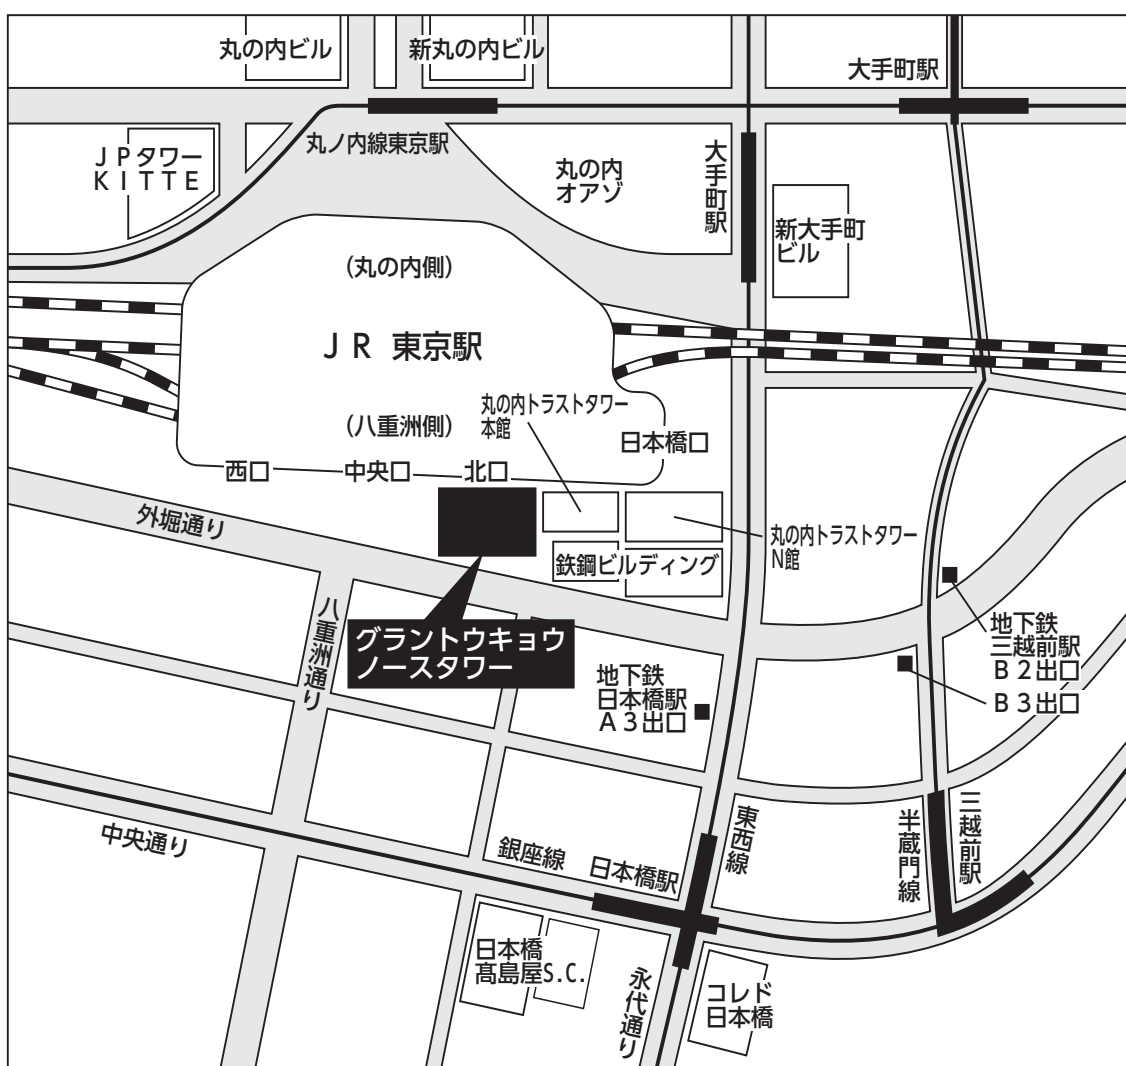 丸の内ビル
新丸の内ビル
大手町駅
丸ノ内線東京駅
ＪＰタワー
ＫＩＴＴＥ
丸の内
オアゾ
大手町駅
新大手町
ビル
（丸の内側）
ＪＲ 東京駅
（八重洲側）
丸の内トラストタワー
本館
日本橋口
西口
中央口
北口
外堀通り
丸の内トラストタワー
Ｎ館
鉄鋼ビルディング
八重洲通り
グラントウキョウ
ノースタワー
地下鉄
日本橋駅
Ａ３出口
地下鉄
三越前駅
Ｂ２出口
Ｂ３出口
中央通り
銀座線
日本橋駅
東西線
半蔵門線
三越前駅
日本橋
髙島屋S.C.
永代通り
コレド
日本橋